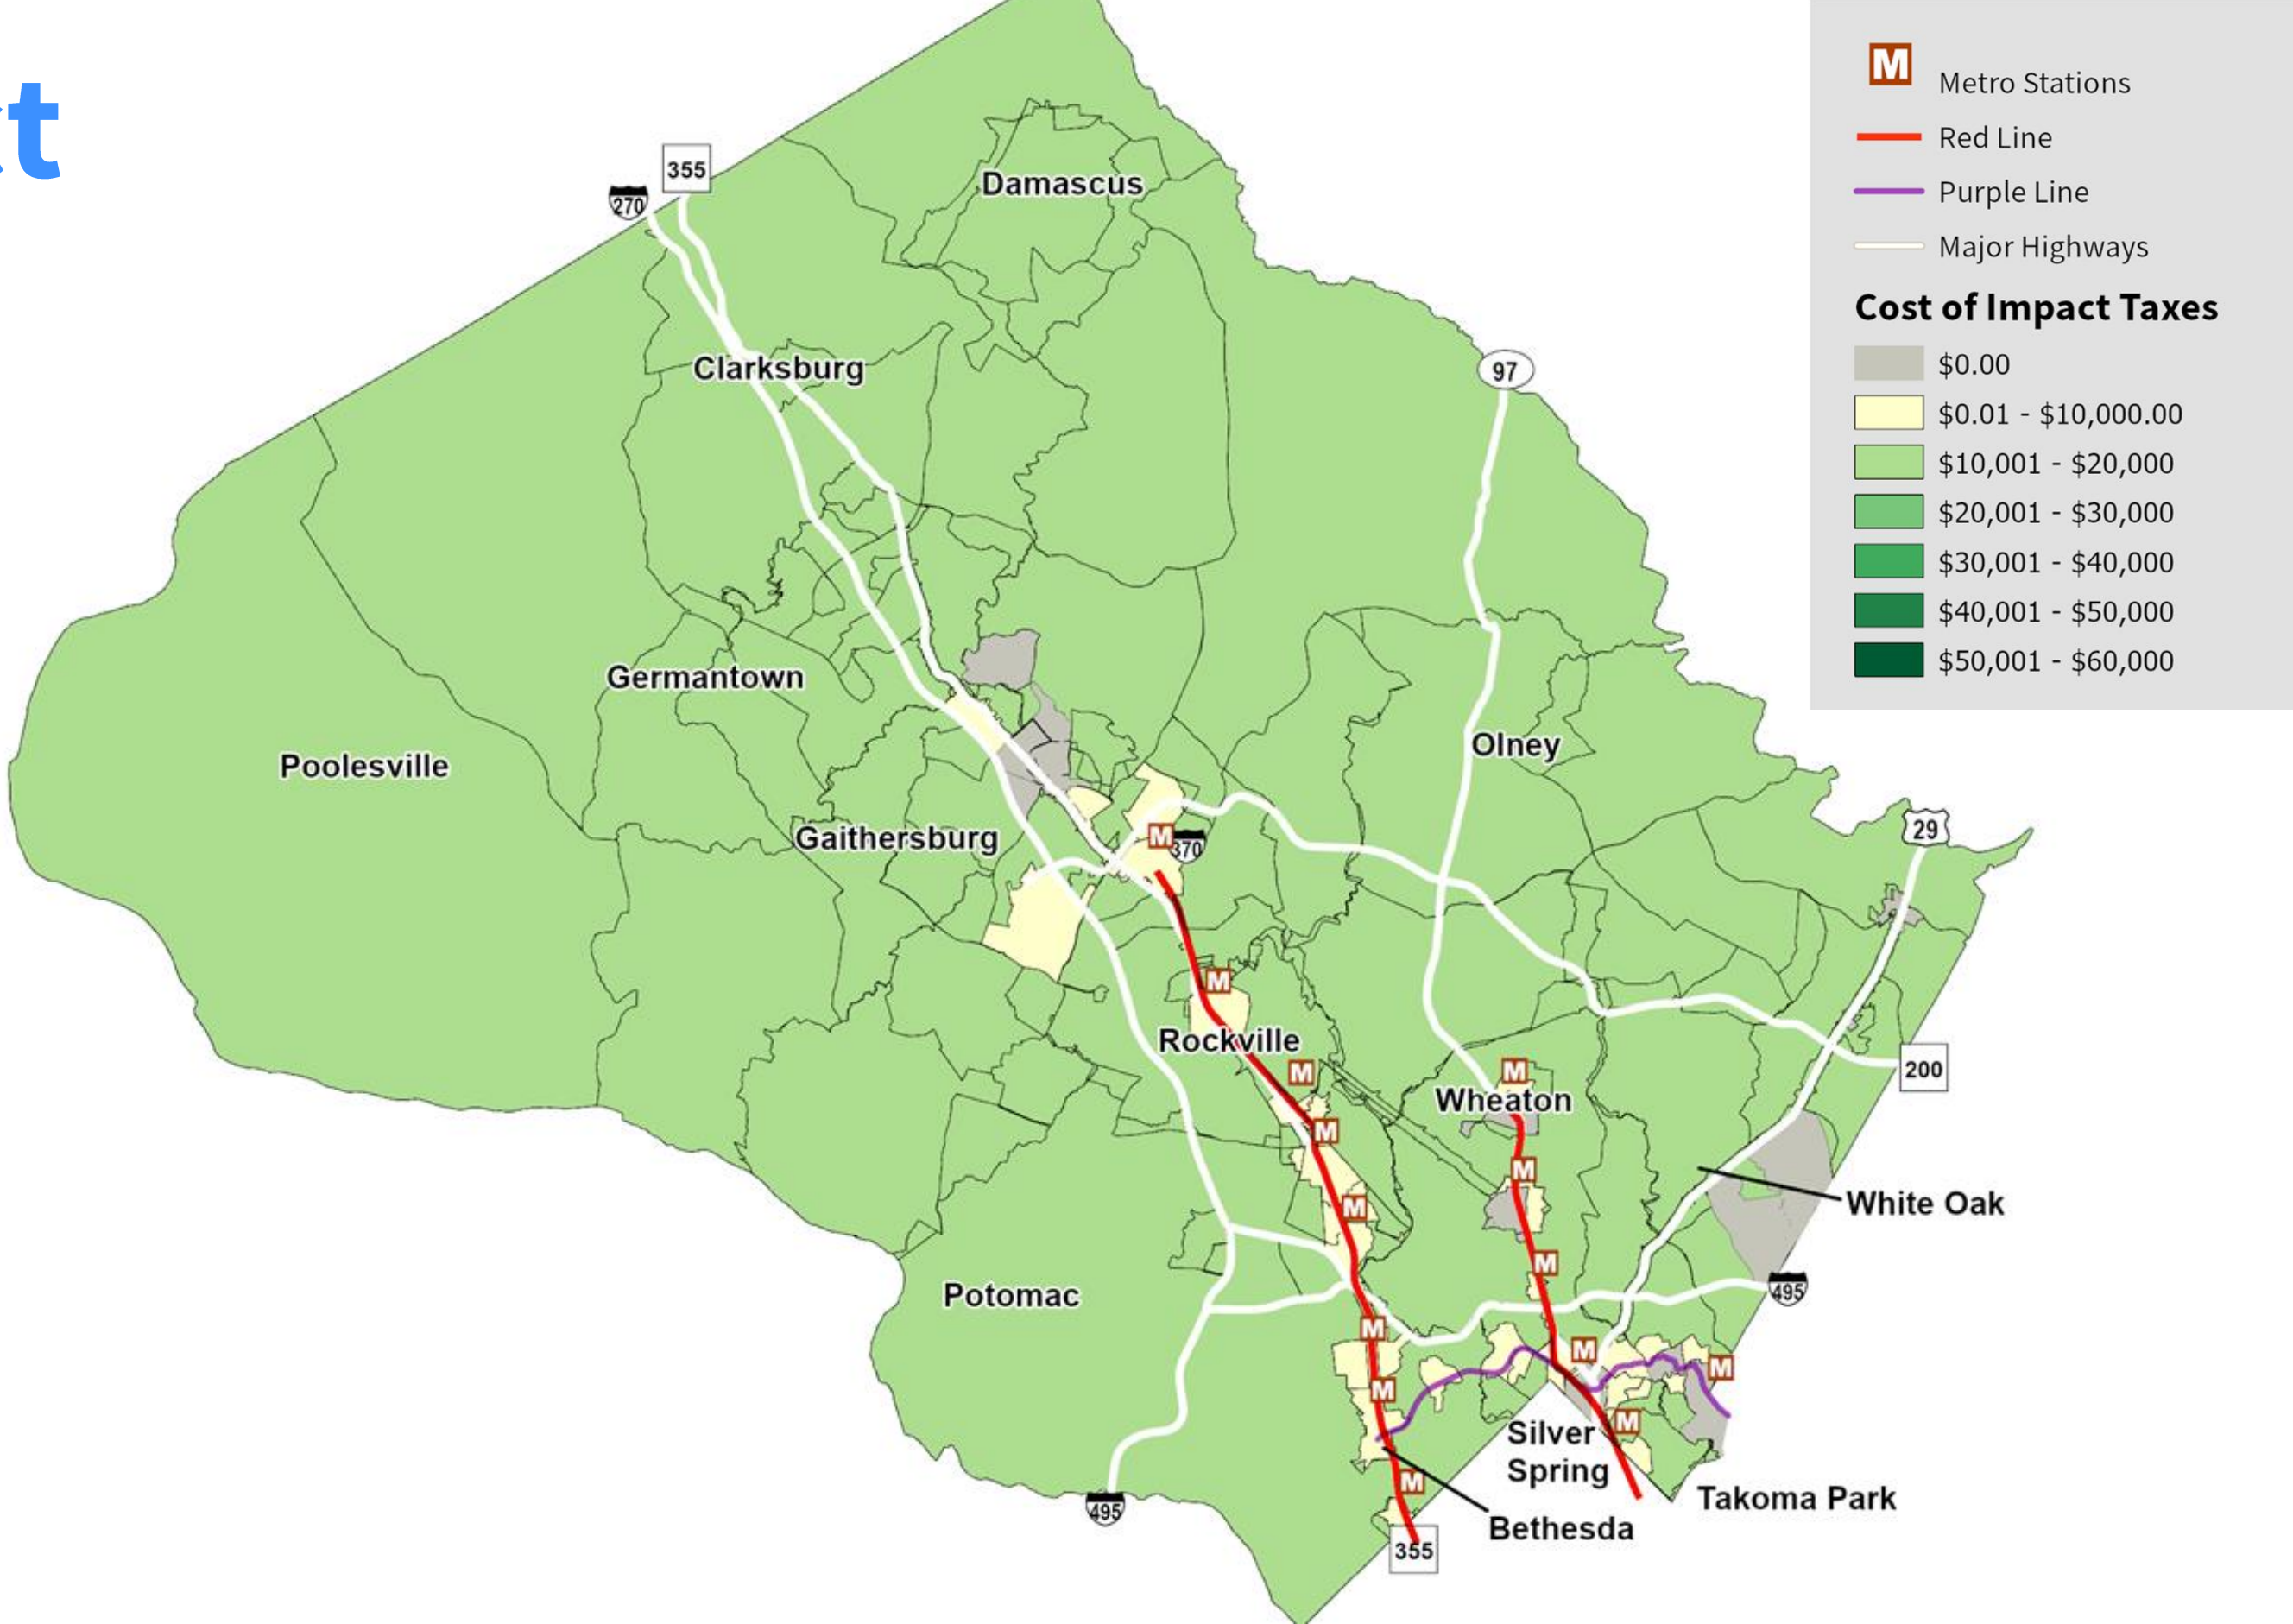 ct
355
270
Damascus
Clarksburg
97
Germantown
Poolesville
Olney
Gaithersburg
M
370
29
M
Rockville
M
M
Wheaton
200
M
M
M
White Oak
M
Potomac
495
M
M
M
M
Silver
Spring
M
M
Takoma Park
495
Bethesda
355
M Metro Stations
Red Line
Purple Line
Major Highways
Cost of Impact Taxes
$0.00
$0.01 - $10,000.00
$10,001 - $20,000
$20,001 - $30,000
$30,001 - $40,000
$40,001 - $50,000
$50,001 - $60,000